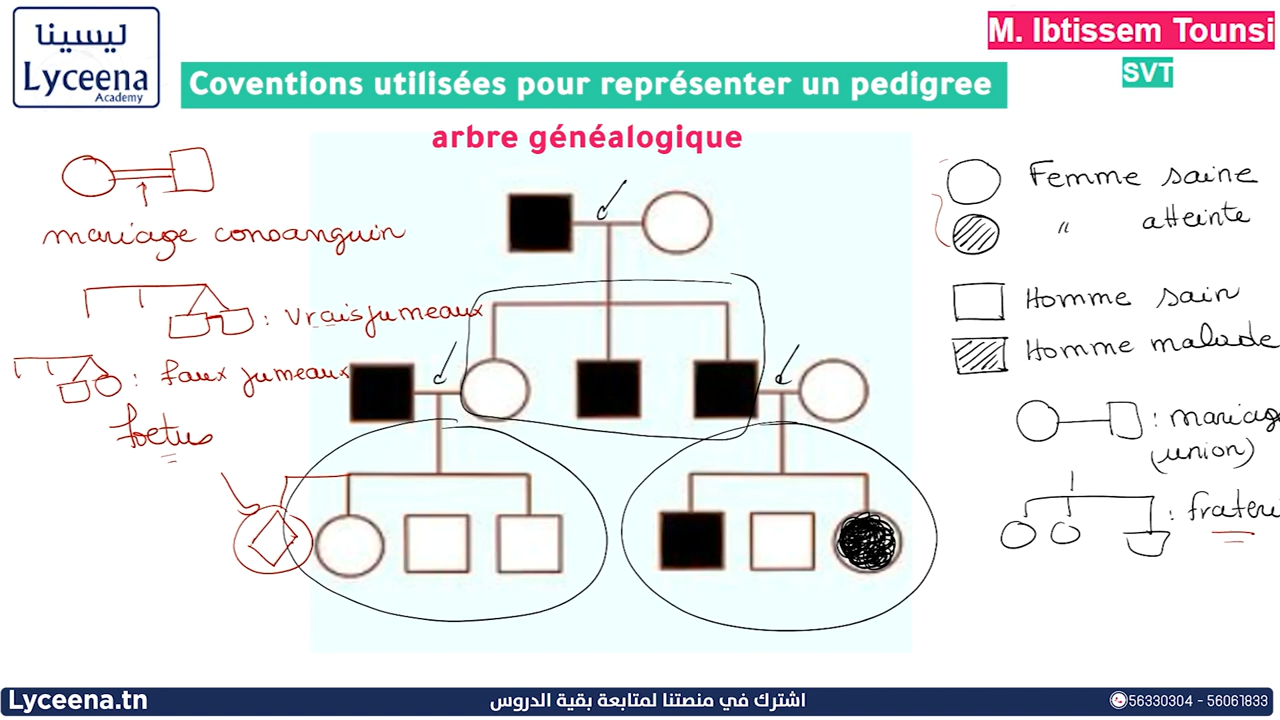 ليسينا
Lyceena
Academy
M. Ibtissem Tounsi
SVT
Coventions utilisées pour représenter un pedigree
arbre généalogique
mariage consanguin
: vrais jumeaux
: faux jumeaux
foetus
Femme saine
" atteinte
Homme sain
Homme malade
: mariage
(union)
: frateri
Lyceena.tn
اشترك في منصتنا لمتابعة بقية الدروس
56330304 - 56061833